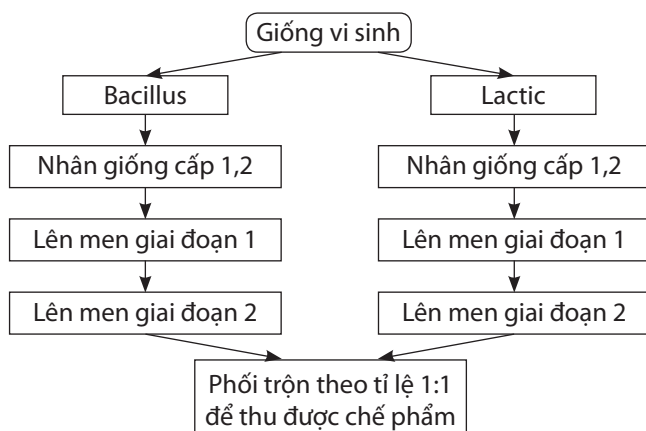 Giống vi sinh
Bacillus
Lactic
Nhân giống cấp 1,2
Nhân giống cấp 1,2
Lên men giai đoạn 1
Lên men giai đoạn 1
Lên men giai đoạn 2
Lên men giai đoạn 2
Phối trộn theo tỉ lệ 1:1
để thu được chế phẩm